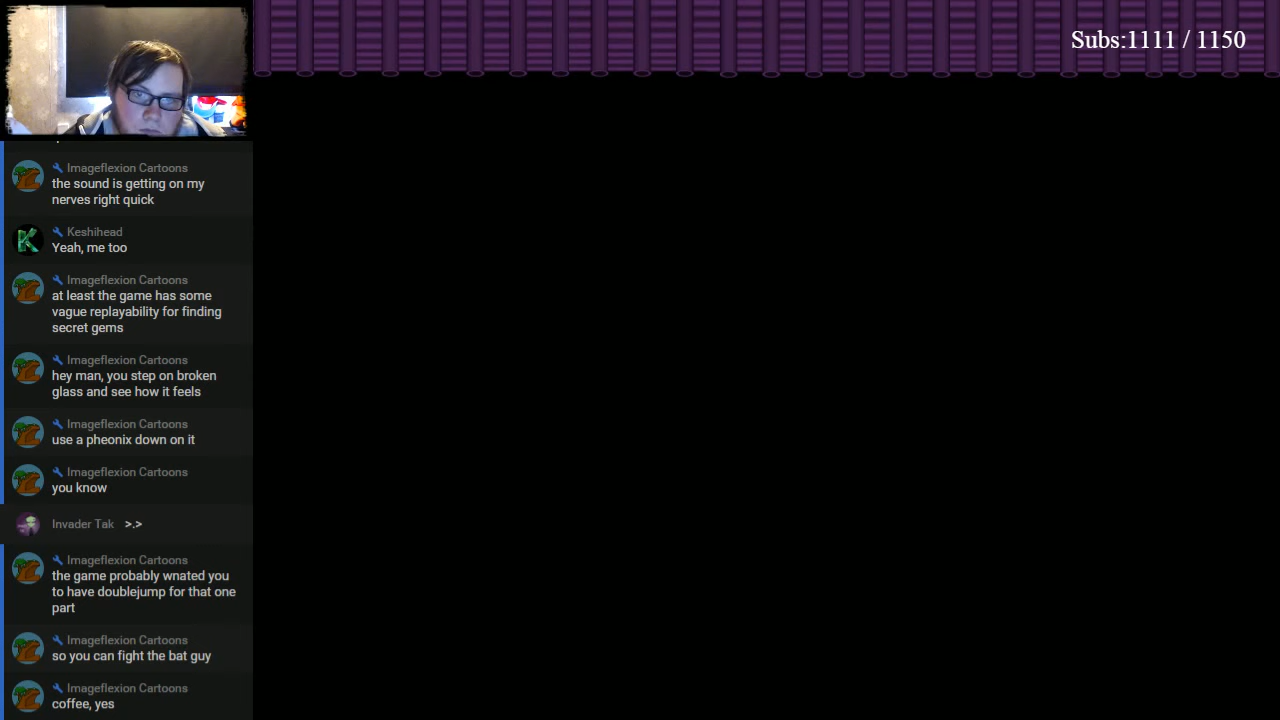 Subs:1111 / 1150
Imageflexion Cartoons
the sound is getting on my
nerves right quick
K
Keshihead
Yeah, me too
Imageflexion Cartoons
at least the game has some
vague replayability for finding
secret gems
Imageflexion Cartoons
hey man, you step on broken
glass and see how it feels
Imageflexion Cartoons
use a pheonix down on it
Imageflexion Cartoons
you know
Invader Tak >.>
Imageflexion Cartoons
the game probably wnated you
to have doublejump for that one
part
Imageflexion Cartoons
so you can fight the bat guy
Imageflexion Cartoons
coffee, yes